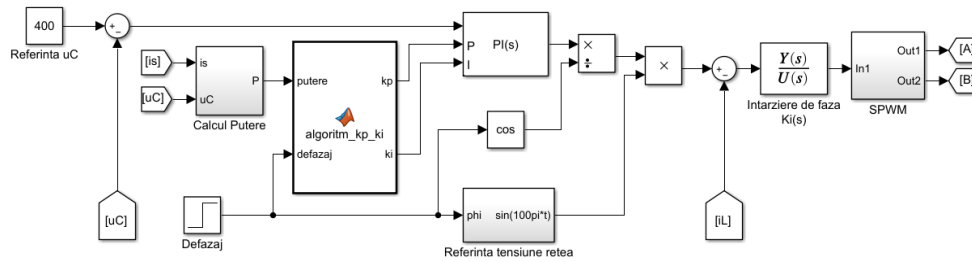 400
Referinta uC
+
−
[uC]
[is]
[uC]
is
uC
P
Calcul Putere
putere
kp
algoritm_kp_ki
defazaj
ki
Defazaj
P
I
PI(s)
×
÷
cos
×
phi
sin(100pi*t)
Referinta tensiune retea
+
−
[iL]
Y(s)
U(s)
Intarziere de faza
Ki(s)
In1
Out1
Out2
SPWM
[A]
[B]